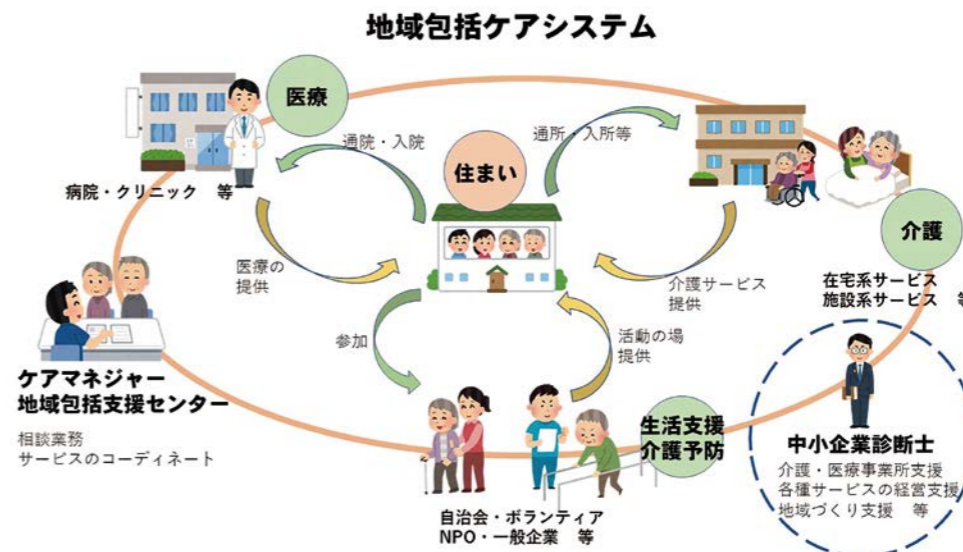 地域包括ケアシステム
医療
通院・入院
住まい
通所・入所等
病院・クリニック　等
介護
医療の
提供
介護サービス
提供
在宅系サービス
施設系サービス　等
参加
活動の場
提供
ケアマネジャー
地域包括支援センター
相談業務
サービスのコーディネート
生活支援
介護予防
自治会・ボランティア
NPO・一般企業　等
中小企業診断士
介護・医療事業所支援
各種サービスの経営支援
地域づくり支援　等